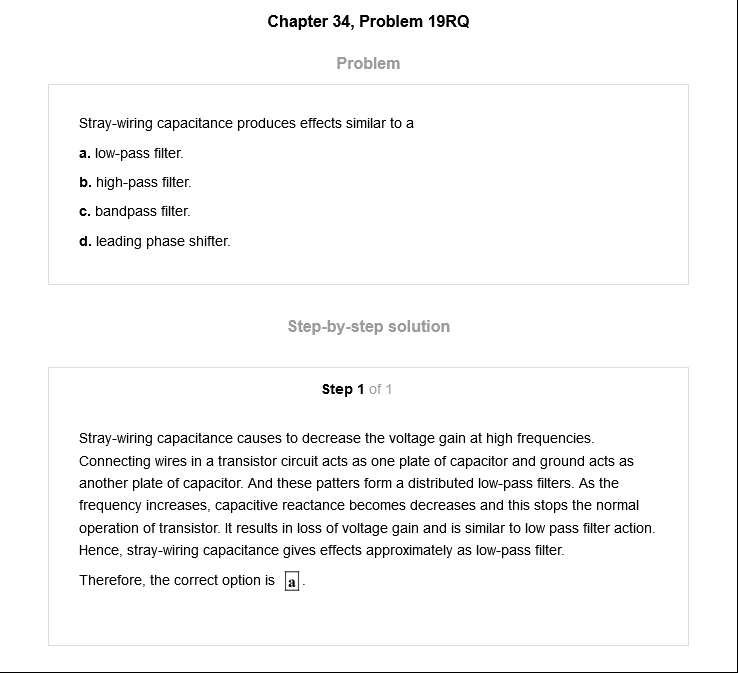 Chapter 34, Problem 19RQ
Problem
Stray-wiring capacitance produces effects similar to a
a. low-pass filter.
b. high-pass filter.
c. bandpass filter.
d. leading phase shifter.
Step-by-step solution
Step 1 of 1
Stray-wiring capacitance causes to decrease the voltage gain at high frequencies.
Connecting wires in a transistor circuit acts as one plate of capacitor and ground acts as
another plate of capacitor. And these patters form a distributed low-pass filters. As the
frequency increases, capacitive reactance becomes decreases and this stops the normal
operation of transistor. It results in loss of voltage gain and is similar to low pass filter action.
Hence, stray-wiring capacitance gives effects approximately as low-pass filter.
Therefore, the correct option is a.